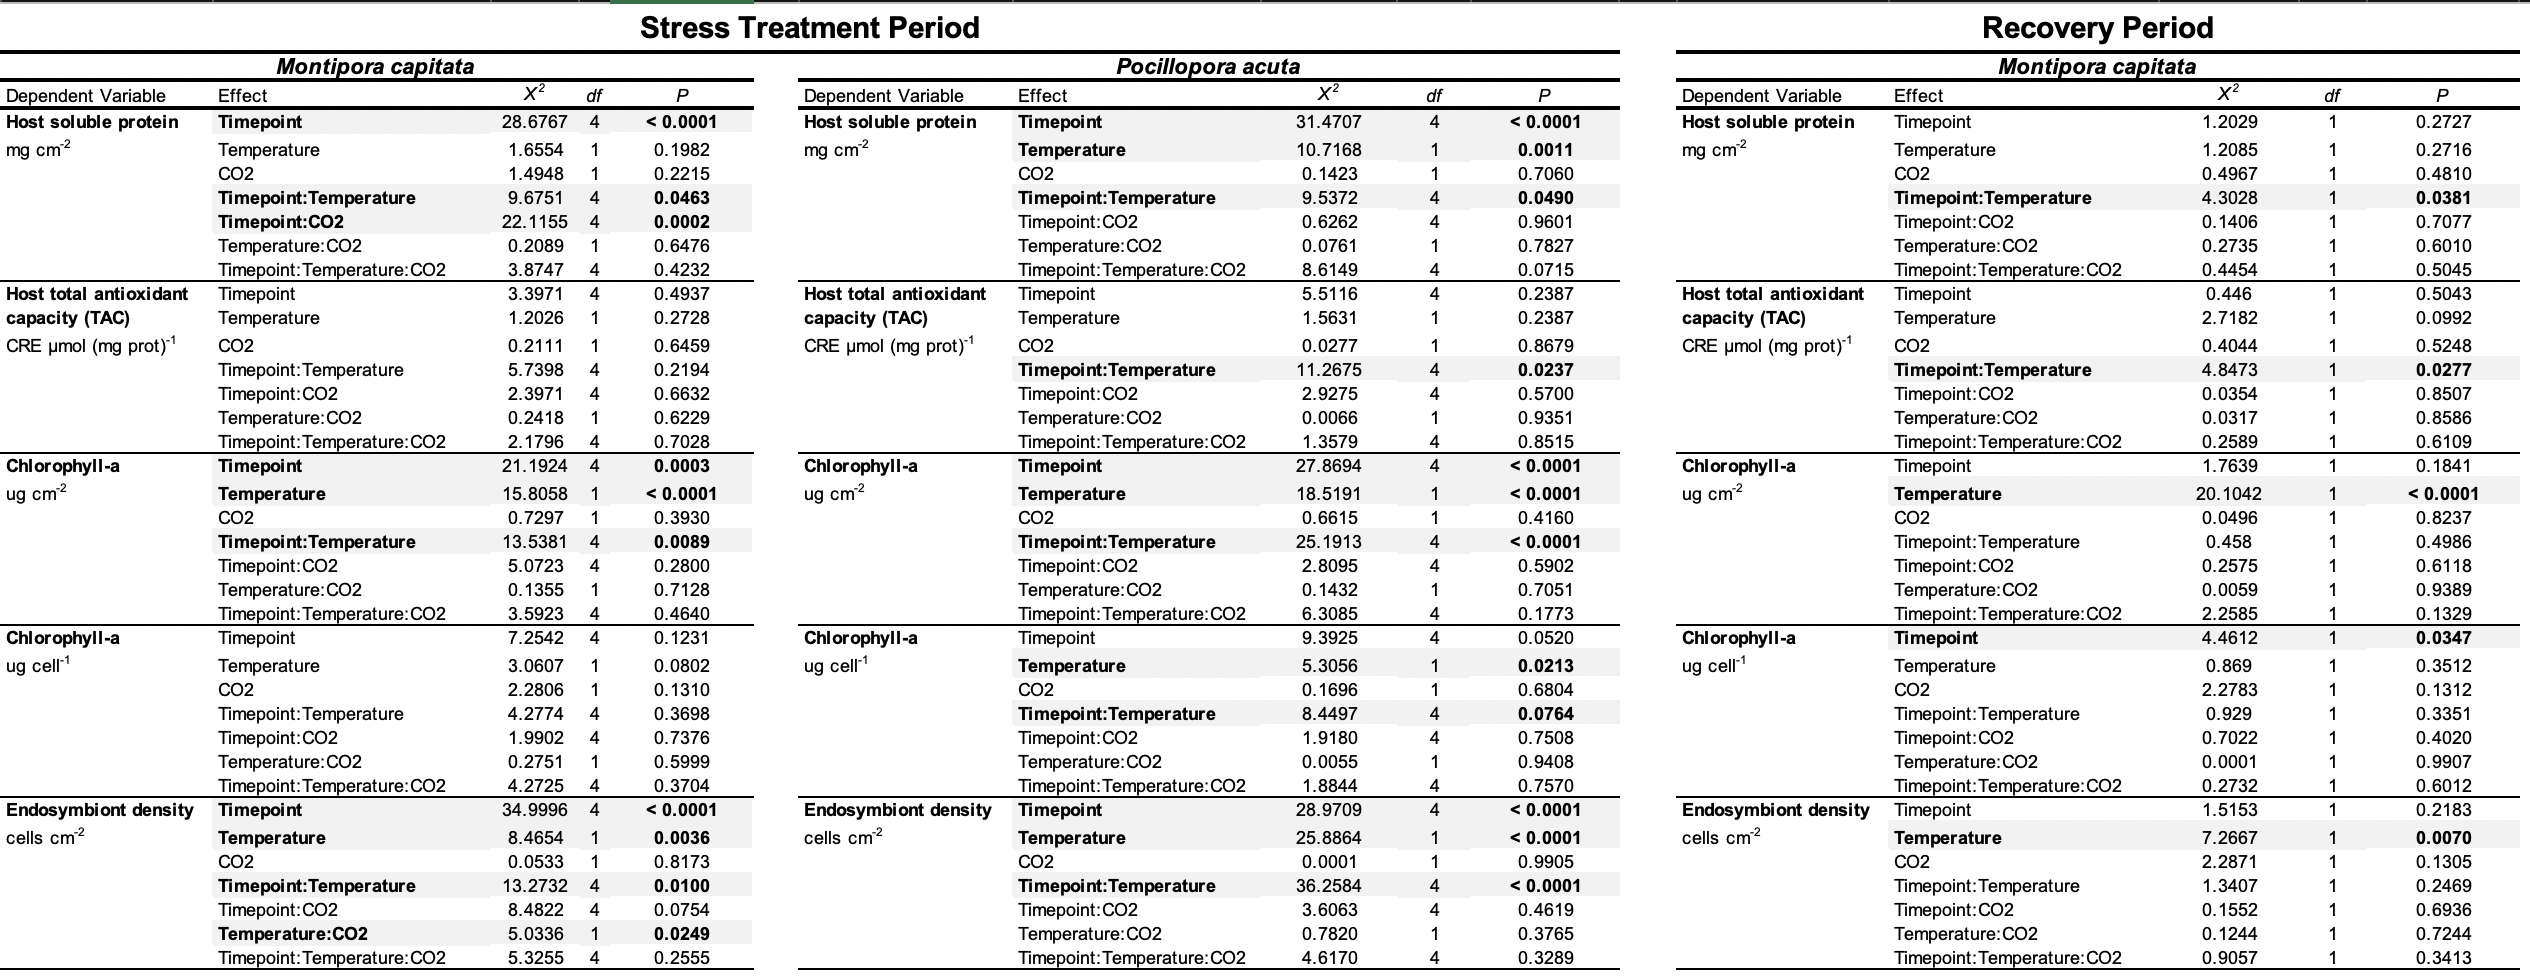 Stress Treatment Period
Montipora capitata
Dependent Variable Effect X² df P
Host soluble protein Timepoint 28.6767 4 < 0.0001
mg cm⁻² Temperature 1.6554 1 0.1982
CO2 1.4948 1 0.2215
Timepoint:Temperature 9.6751 4 0.0463
Timepoint:CO2 22.1155 4 0.0002
Temperature:CO2 0.2089 1 0.6476
Timepoint:Temperature:CO2 3.8747 4 0.4232
Host total antioxidant Timepoint 3.3971 4 0.4937
capacity (TAC) Temperature 1.2026 1 0.2728
CRE µmol (mg prot)⁻¹ CO2 0.2111 1 0.6459
Timepoint:Temperature 5.7398 4 0.2194
Timepoint:CO2 2.3971 4 0.6632
Temperature:CO2 0.2418 1 0.6229
Timepoint:Temperature:CO2 2.1796 4 0.7028
Chlorophyll-a Timepoint 21.1924 4 0.0003
ug cm⁻² Temperature 15.8058 1 < 0.0001
CO2 0.7297 1 0.3930
Timepoint:Temperature 13.5381 4 0.0089
Timepoint:CO2 5.0723 4 0.2800
Temperature:CO2 0.1355 1 0.7128
Timepoint:Temperature:CO2 3.5923 4 0.4640
Chlorophyll-a Timepoint 7.2542 4 0.1231
ug cell⁻¹ Temperature 3.0607 1 0.0802
CO2 2.2806 1 0.1310
Timepoint:Temperature 4.2774 4 0.3698
Timepoint:CO2 1.9902 4 0.7376
Temperature:CO2 0.2751 1 0.5999
Timepoint:Temperature:CO2 4.2725 4 0.3704
Endosymbiont density Timepoint 34.9996 4 < 0.0001
cells cm⁻² Temperature 8.4654 1 0.0036
CO2 0.0533 1 0.8173
Timepoint:Temperature 13.2732 4 0.0100
Timepoint:CO2 8.4822 4 0.0754
Temperature:CO2 5.0336 1 0.0249
Timepoint:Temperature:CO2 5.3255 4 0.2555
Pocillopora acuta
Dependent Variable Effect X² df P
Host soluble protein Timepoint 31.4707 4 < 0.0001
mg cm⁻² Temperature 10.7168 1 0.0011
CO2 0.1423 1 0.7060
Timepoint:Temperature 9.5372 4 0.0490
Timepoint:CO2 0.6262 4 0.9601
Temperature:CO2 0.0761 1 0.7827
Timepoint:Temperature:CO2 8.6149 4 0.0715
Host total antioxidant Timepoint 5.5116 4 0.2387
capacity (TAC) Temperature 1.5631 1 0.2387
CRE µmol (mg prot)⁻¹ CO2 0.0277 1 0.8679
Timepoint:Temperature 11.2675 4 0.0237
Timepoint:CO2 2.9275 4 0.5700
Temperature:CO2 0.0066 1 0.9351
Timepoint:Temperature:CO2 1.3579 4 0.8515
Chlorophyll-a Timepoint 27.8694 4 < 0.0001
ug cm⁻² Temperature 18.5191 1 < 0.0001
CO2 0.6615 1 0.4160
Timepoint:Temperature 25.1913 4 < 0.0001
Timepoint:CO2 2.8095 4 0.5902
Temperature:CO2 0.1432 1 0.7051
Timepoint:Temperature:CO2 6.3085 4 0.1773
Chlorophyll-a Timepoint 9.3925 4 0.0520
ug cell⁻¹ Temperature 5.3056 1 0.0213
CO2 0.1696 1 0.6804
Timepoint:Temperature 8.4497 4 0.0764
Timepoint:CO2 1.9180 4 0.7508
Temperature:CO2 0.0055 1 0.9408
Timepoint:Temperature:CO2 1.8844 4 0.7570
Endosymbiont density Timepoint 28.9709 4 < 0.0001
cells cm⁻² Temperature 25.8864 1 < 0.0001
CO2 0.0001 1 0.9905
Timepoint:Temperature 36.2584 4 < 0.0001
Timepoint:CO2 3.6063 4 0.4619
Temperature:CO2 0.7820 1 0.3765
Timepoint:Temperature:CO2 4.6170 4 0.3289
Recovery Period
Montipora capitata
Dependent Variable Effect X² df P
Host soluble protein Timepoint 1.2029 1 0.2727
mg cm⁻² Temperature 1.2085 1 0.2716
CO2 0.4967 1 0.4810
Timepoint:Temperature 4.3028 1 0.0381
Timepoint:CO2 0.1406 1 0.7077
Temperature:CO2 0.2735 1 0.6010
Timepoint:Temperature:CO2 0.4454 1 0.5045
Host total antioxidant Timepoint 0.446 1 0.5043
capacity (TAC) Temperature 2.7182 1 0.0992
CRE µmol (mg prot)⁻¹ CO2 0.4044 1 0.5248
Timepoint:Temperature 4.8473 1 0.0277
Timepoint:CO2 0.0354 1 0.8507
Temperature:CO2 0.0317 1 0.8586
Timepoint:Temperature:CO2 0.2589 1 0.6109
Chlorophyll-a Timepoint 1.7639 1 0.1841
ug cm⁻² Temperature 20.1042 1 < 0.0001
CO2 0.0496 1 0.8237
Timepoint:Temperature 0.458 1 0.4986
Timepoint:CO2 0.2575 1 0.6118
Temperature:CO2 0.0059 1 0.9389
Timepoint:Temperature:CO2 2.2585 1 0.1329
Chlorophyll-a Timepoint 4.4612 1 0.0347
ug cell⁻¹ Temperature 0.869 1 0.3512
CO2 2.2783 1 0.1312
Timepoint:Temperature 0.929 1 0.3351
Timepoint:CO2 0.7022 1 0.4020
Temperature:CO2 0.0001 1 0.9907
Timepoint:Temperature:CO2 0.2732 1 0.6012
Endosymbiont density Timepoint 1.5153 1 0.2183
cells cm⁻² Temperature 7.2667 1 0.0070
CO2 2.2871 1 0.1305
Timepoint:Temperature 1.3407 1 0.2469
Timepoint:CO2 0.1552 1 0.6936
Temperature:CO2 0.1244 1 0.7244
Timepoint:Temperature:CO2 0.9057 1 0.3413